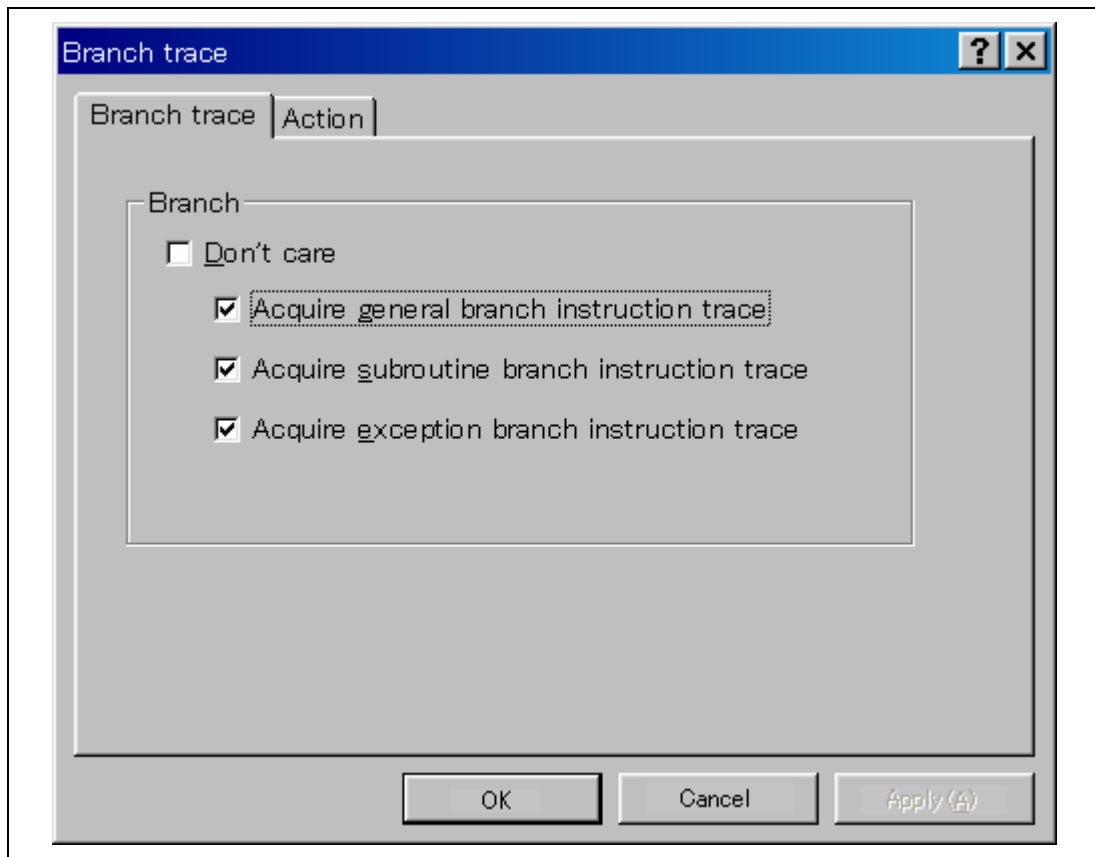 Branch trace
Branch trace Action
Branch
Don't care
Acquire general branch instruction trace
Acquire subroutine branch instruction trace
Acquire exception branch instruction trace
OK Cancel Apply(A)